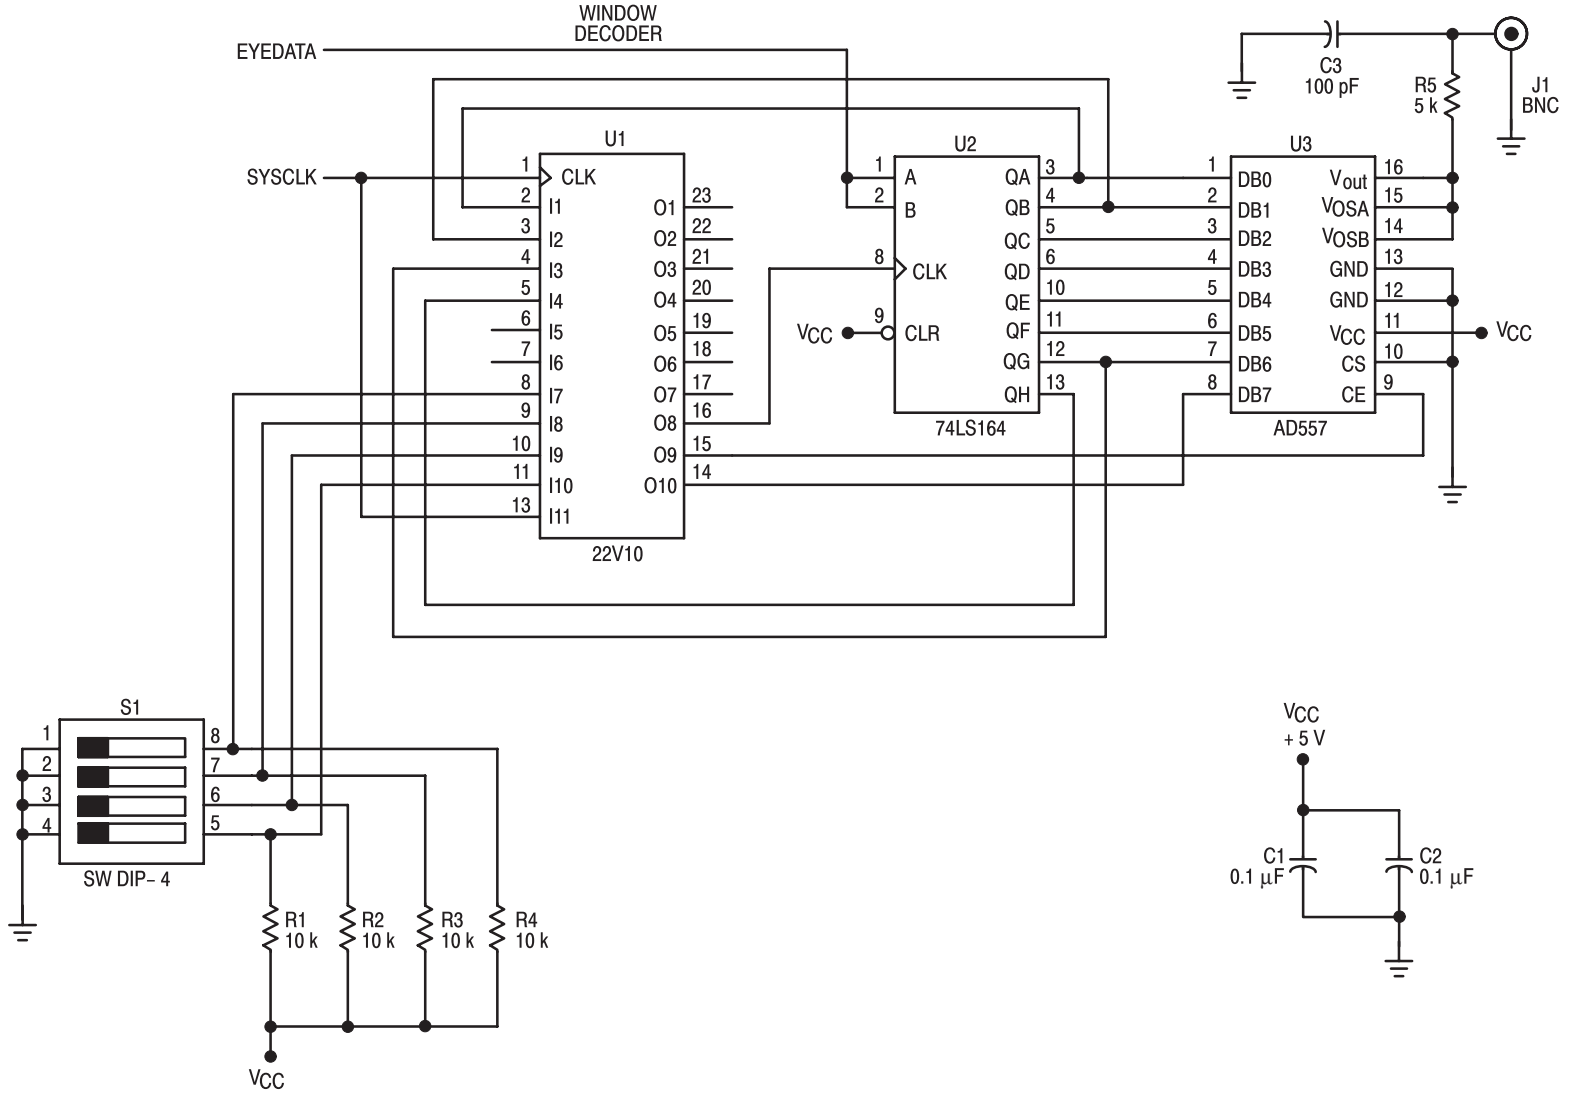 WINDOW
DECODER
EYEDATA
C3
100 pF
R5
5 k
J1
BNC
U1
U2
U3
SYSCLK
1
CLK
2
I1
3
I2
4
I3
5
I4
6
I5
7
I6
8
I7
9
I8
10
I9
11
I10
13
I11
O1
23
O2
22
O3
21
O4
20
O5
19
O6
18
O7
17
O8
16
O9
15
O10
14
22V10
1
A
2
B
8
CLK
VCC
9
CLR
QA
3
QB
4
QC
5
QD
6
QE
10
QF
11
QG
12
QH
13
74LS164
1
DB0
2
DB1
3
DB2
4
DB3
5
DB4
6
DB5
7
DB6
8
DB7
Vout
16
VOSA
15
VOSB
14
GND
13
GND
12
VCC
11
VCC
CS
10
CE
9
AD557
S1
1
8
2
7
3
6
4
5
SW DIP– 4
R1
10 k
R2
10 k
R3
10 k
R4
10 k
VCC
VCC
+ 5 V
C1
0.1 μF
C2
0.1 μF